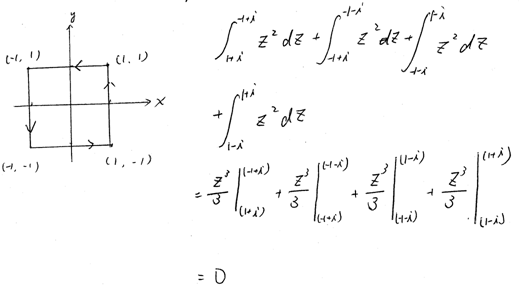 y
(-1, 1)
(1, 1)
x
(-1, -1)
(1, -1)
∫_{1+i}^{-1+i} z² dz + ∫_{-1+i}^{-1-i} z² dz + ∫_{-1-i}^{1-i} z² dz
+ ∫_{1-i}^{1+i} z² dz
= z³/3 |_{(1+i)}^{(-1+i)} + z³/3 |_{(-1+i)}^{(-1-i)} + z³/3 |_{(-1-i)}^{(1-i)} + z³/3 |_{(1-i)}^{(1+i)}
= 0